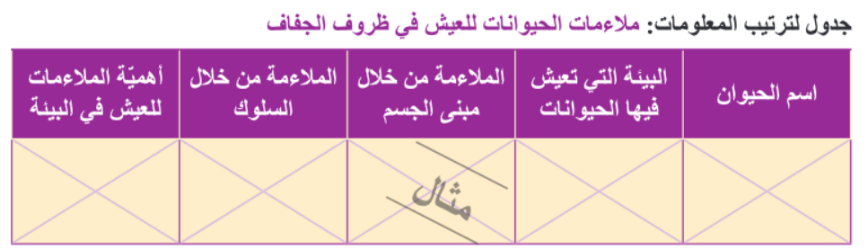 جدول لترتيب المعلومات: ملاءمات الحيوانات للعيش في ظروف الجفاف
اسم الحيوان
البيئة التي تعيش
فيها الحيوانات
الملاءمة من خلال
مبنى الجسم
الملاءمة من خلال
السلوك
أهميّة الملاءمات
للعيش في البيئة
مثال